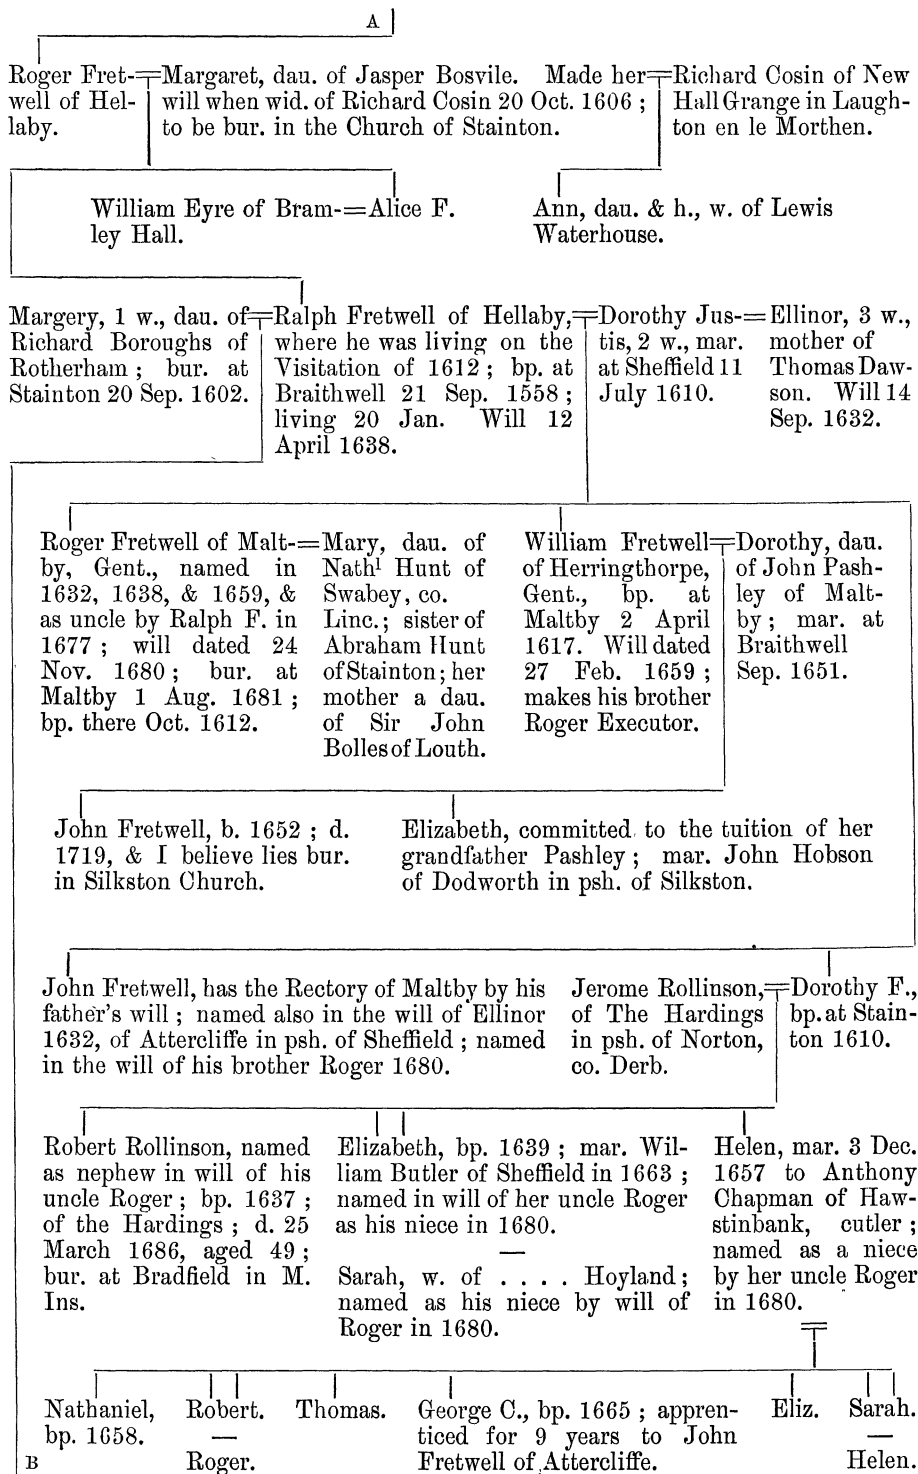 A
Roger Fret-
well of Hel-
laby.
Margaret, dau. of Jasper Bosvile. Made her
will when wid. of Richard Cosin 20 Oct. 1606 ;
to be bur. in the Church of Stainton.
Richard Cosin of New
Hall Grange in Laugh-
ton en le Morthen.
William Eyre of Bram-=Alice F.
ley Hall.
Ann, dau. & h., w. of Lewis
Waterhouse.
Margery, 1 w., dau. of
Richard Boroughs of
Rotherham ; bur. at
Stainton 20 Sep. 1602.
Ralph Fretwell of Hellaby,
where he was living on the
Visitation of 1612 ; bp. at
Braithwell 21 Sep. 1558 ;
living 20 Jan. Will 12
April 1638.
Dorothy Jus-=
tis, 2 w., mar.
at Sheffield 11
July 1610.
Ellinor, 3 w.,
mother of
Thomas Daw-
son. Will 14
Sep. 1632.
Roger Fretwell of Malt-=
by, Gent., named in
1632, 1638, & 1659, &
as uncle by Ralph F. in
1677 ; will dated 24
Nov. 1680 ; bur. at
Maltby 1 Aug. 1681 ;
bp. there Oct. 1612.
Mary, dau. of
Nathl Hunt of
Swabey, co.
Linc.; sister of
Abraham Hunt
of Stainton; her
mother a dau.
of Sir John
Bolles of Louth.
William Fretwell
of Herringthorpe,
Gent., bp. at
Maltby 2 April
1617. Will dated
27 Feb. 1659 ;
makes his brother
Roger Executor.
Dorothy, dau.
of John Pash-
ley of Malt-
by ; mar. at
Braithwell
Sep. 1651.
John Fretwell, b. 1652 ; d.
1719, & I believe lies bur.
in Silkston Church.
Elizabeth, committed to the tuition of her
grandfather Pashley ; mar. John Hobson
of Dodworth in psh. of Silkston.
John Fretwell, has the Rectory of Maltby by his
father's will ; named also in the will of Ellinor
1632, of Attercliffe in psh. of Sheffield ; named
in the will of his brother Roger 1680.
Jerome Rollinson,
of The Hardings
in psh. of Norton,
co. Derb.
Dorothy F.,
bp. at Stain-
ton 1610.
Robert Rollinson, named
as nephew in will of his
uncle Roger ; bp. 1637 ;
of the Hardings ; d. 25
March 1686, aged 49 ;
bur. at Bradfield in M.
Ins.
Elizabeth, bp. 1639 ; mar. Wil-
liam Butler of Sheffield in 1663 ;
named in will of her uncle Roger
as his niece in 1680.
—
Sarah, w. of . . . . Hoyland ;
named as his niece by will of
Roger in 1680.
Helen, mar. 3 Dec.
1657 to Anthony
Chapman of Haw-
stinbank, cutler ;
named as a niece
by her uncle Roger
in 1680.
Nathaniel,
bp. 1658.
Robert.
—
Roger.
Thomas.
George C., bp. 1665 ; appren-
ticed for 9 years to John
Fretwell of Attercliffe.
Eliz.
Sarah.
—
Helen.
B